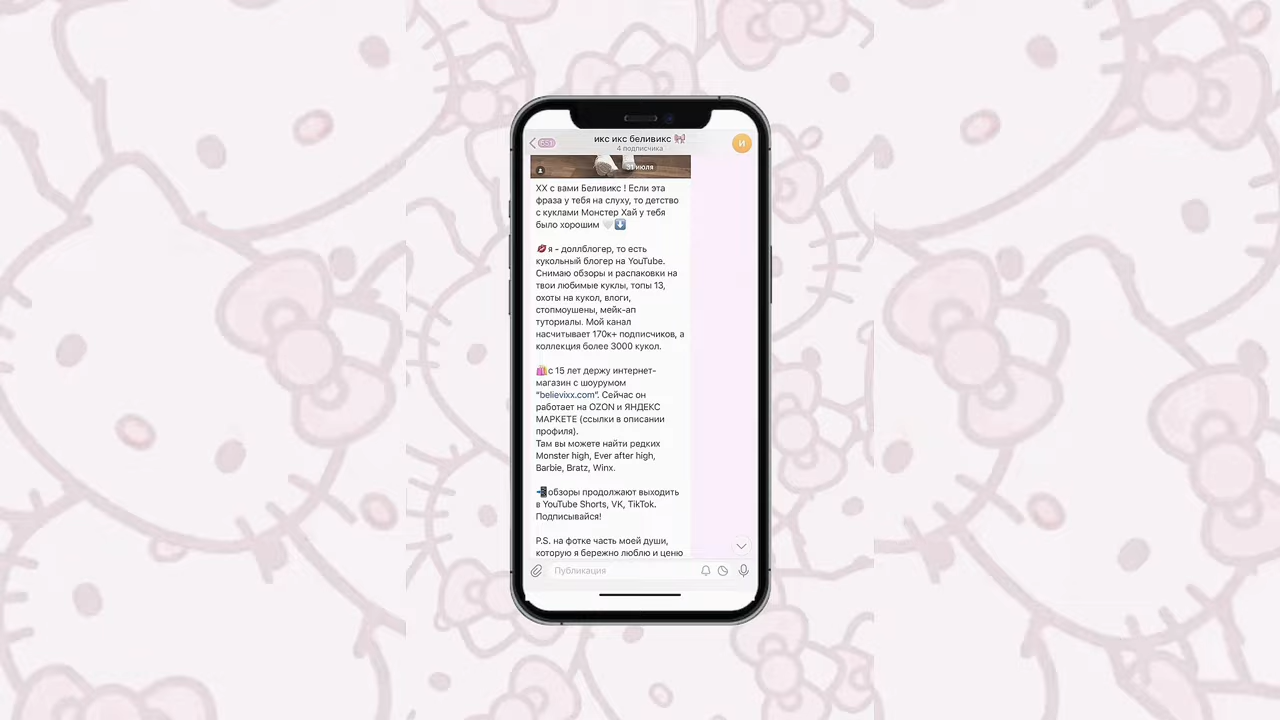 631
икс икс беливикс
4 подписчика
И
31 июля
XX с вами Беливикс ! Если эта
фраза у тебя на слуху, то детство
с куклами Монстер Хай у тебя
было хорошим 🤍⬇️
💋я - доллблогер, то есть
кукольный блогер на YouTube.
Снимаю обзоры и распаковки на
твои любимые куклы, топы 13,
охоты на кукол, влоги,
стопмоушены, мейк-ап
туториалы. Мой канал
насчитывает 170к+ подписчиков, а
коллекция более 3000 кукол.
🛍️с 15 лет держу интернет-
магазин с шоурумом
“believixx.com”. Сейчас он
работает на OZON и ЯНДЕКС
МАРКЕТЕ (ссылки в описании
профиля).
Там вы можете найти редких
Monster high, Ever after high,
Barbie, Bratz, Winx.
📲обзоры продолжают выходить
в YouTube Shorts, VK, TikTok.
Подписывайся!
P.S. на фотке часть моей души,
которую я бережно люблю и ценю
Публикация